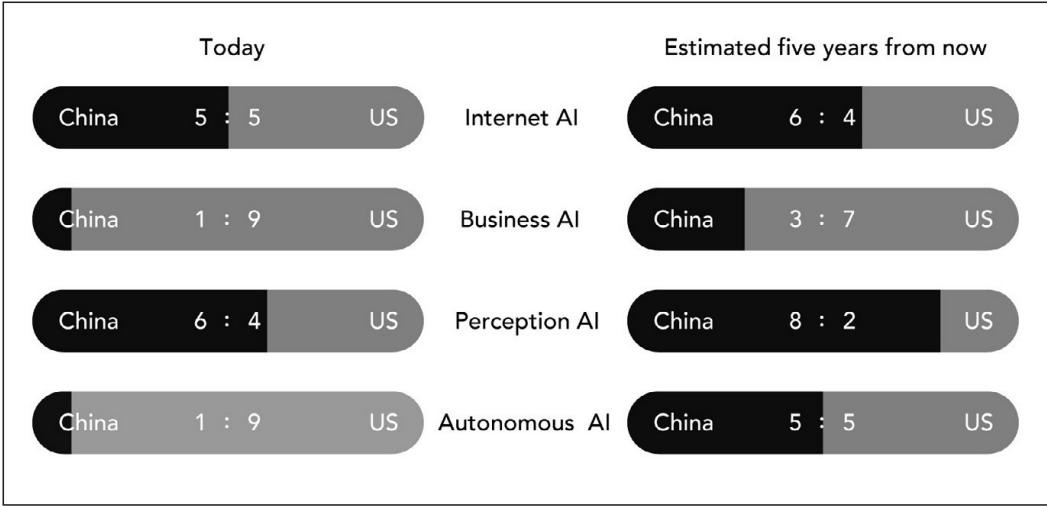 Today Estimated five years from now
China 5 : 5 US Internet AI China 6 : 4 US
China 1 : 9 US Business AI China 3 : 7 US
China 6 : 4 US Perception AI China 8 : 2 US
China 1 : 9 US Autonomous AI China 5 : 5 US